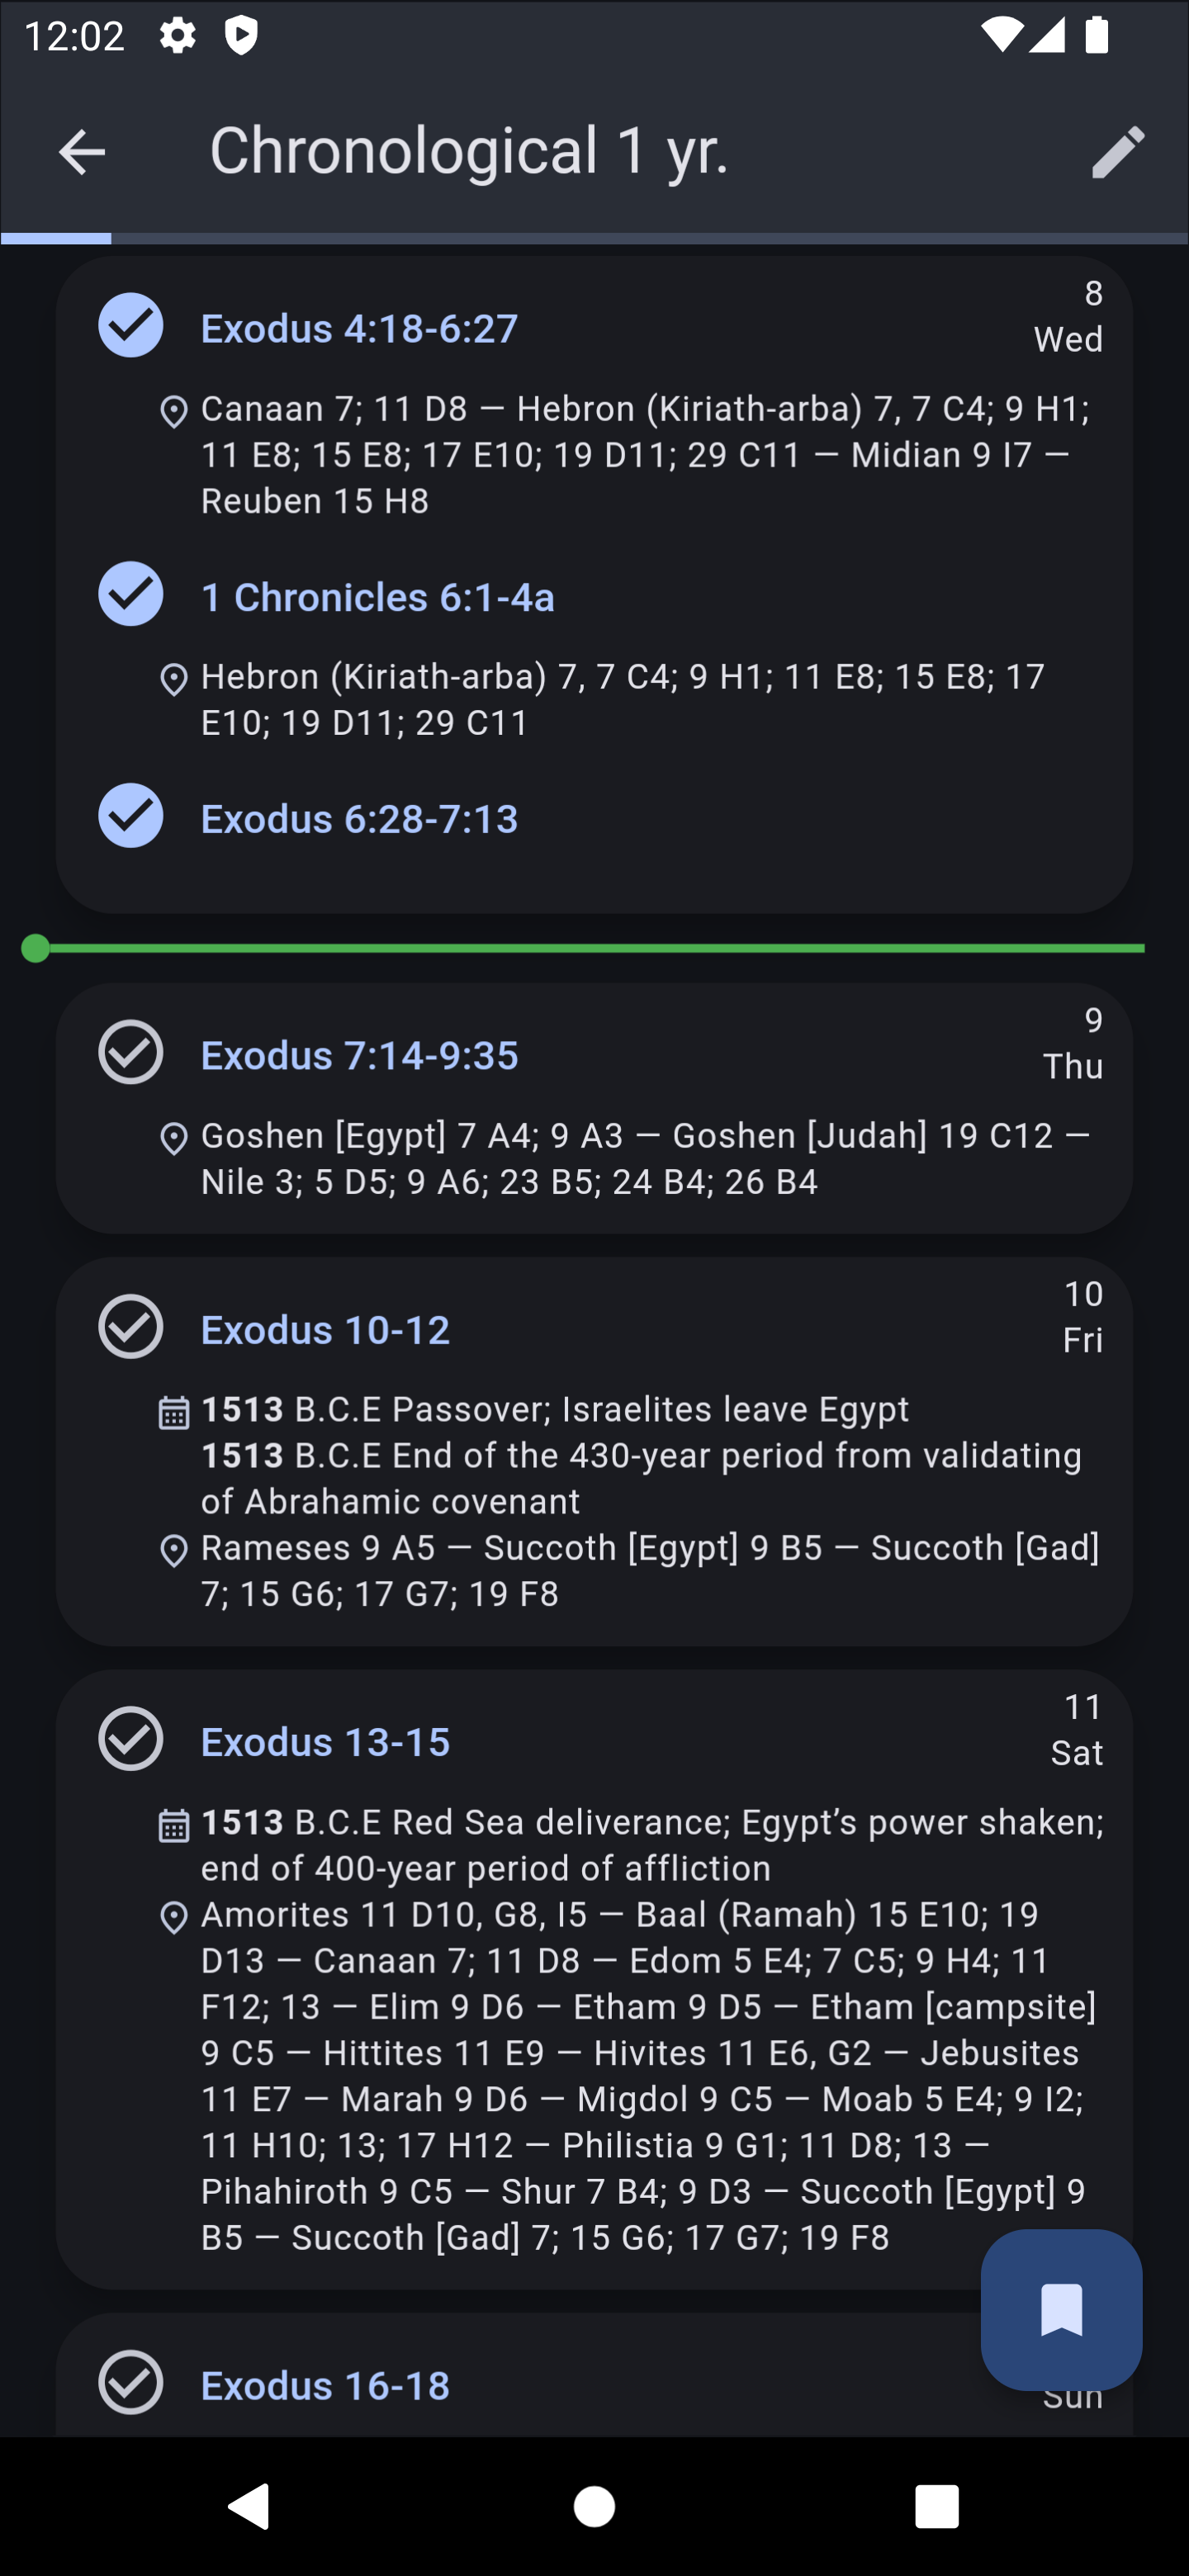 12:02
Chronological 1 yr.
8
Exodus 4:18-6:27
Wed
Canaan 7; 11 D8 — Hebron (Kiriath-arba) 7, 7 C4; 9 H1;
11 E8; 15 E8; 17 E10; 19 D11; 29 C11 — Midian 9 I7 —
Reuben 15 H8
1 Chronicles 6:1-4a
Hebron (Kiriath-arba) 7, 7 C4; 9 H1; 11 E8; 15 E8; 17
E10; 19 D11; 29 C11
Exodus 6:28-7:13
9
Exodus 7:14-9:35
Thu
Goshen [Egypt] 7 A4; 9 A3 — Goshen [Judah] 19 C12 —
Nile 3; 5 D5; 9 A6; 23 B5; 24 B4; 26 B4
10
Exodus 10-12
Fri
1513 B.C.E Passover; Israelites leave Egypt
1513 B.C.E End of the 430-year period from validating
of Abrahamic covenant
Rameses 9 A5 — Succoth [Egypt] 9 B5 — Succoth [Gad]
7; 15 G6; 17 G7; 19 F8
11
Exodus 13-15
Sat
1513 B.C.E Red Sea deliverance; Egypt’s power shaken;
end of 400-year period of affliction
Amorites 11 D10, G8, I5 — Baal (Ramah) 15 E10; 19
D13 — Canaan 7; 11 D8 — Edom 5 E4; 7 C5; 9 H4; 11
F12; 13 — Elim 9 D6 — Etham 9 D5 — Etham [campsite]
9 C5 — Hittites 11 E9 — Hivites 11 E6, G2 — Jebusites
11 E7 — Marah 9 D6 — Migdol 9 C5 — Moab 5 E4; 9 I2;
11 H10; 13; 17 H12 — Philistia 9 G1; 11 D8; 13 —
Pihahiroth 9 C5 — Shur 7 B4; 9 D3 — Succoth [Egypt] 9
B5 — Succoth [Gad] 7; 15 G6; 17 G7; 19 F8
Exodus 16-18
Sun